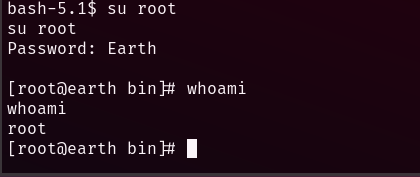 bash-5.1$ su root
su root
Password: Earth
[root@earth bin]# whoami
whoami
root
[root@earth bin]#